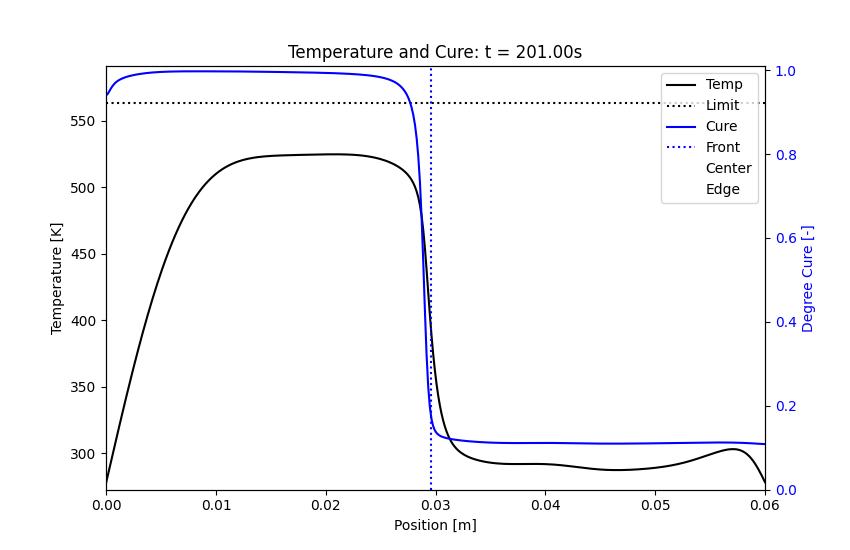 Temperature and Cure: t = 201.00s
Temp
Limit
Cure
Front
Center
Edge
Temperature [K]
550
500
450
400
350
300
Degree Cure [-]
1.0
0.8
0.6
0.4
0.2
0.0
0.00 0.01 0.02 0.03 0.04 0.05 0.06
Position [m]